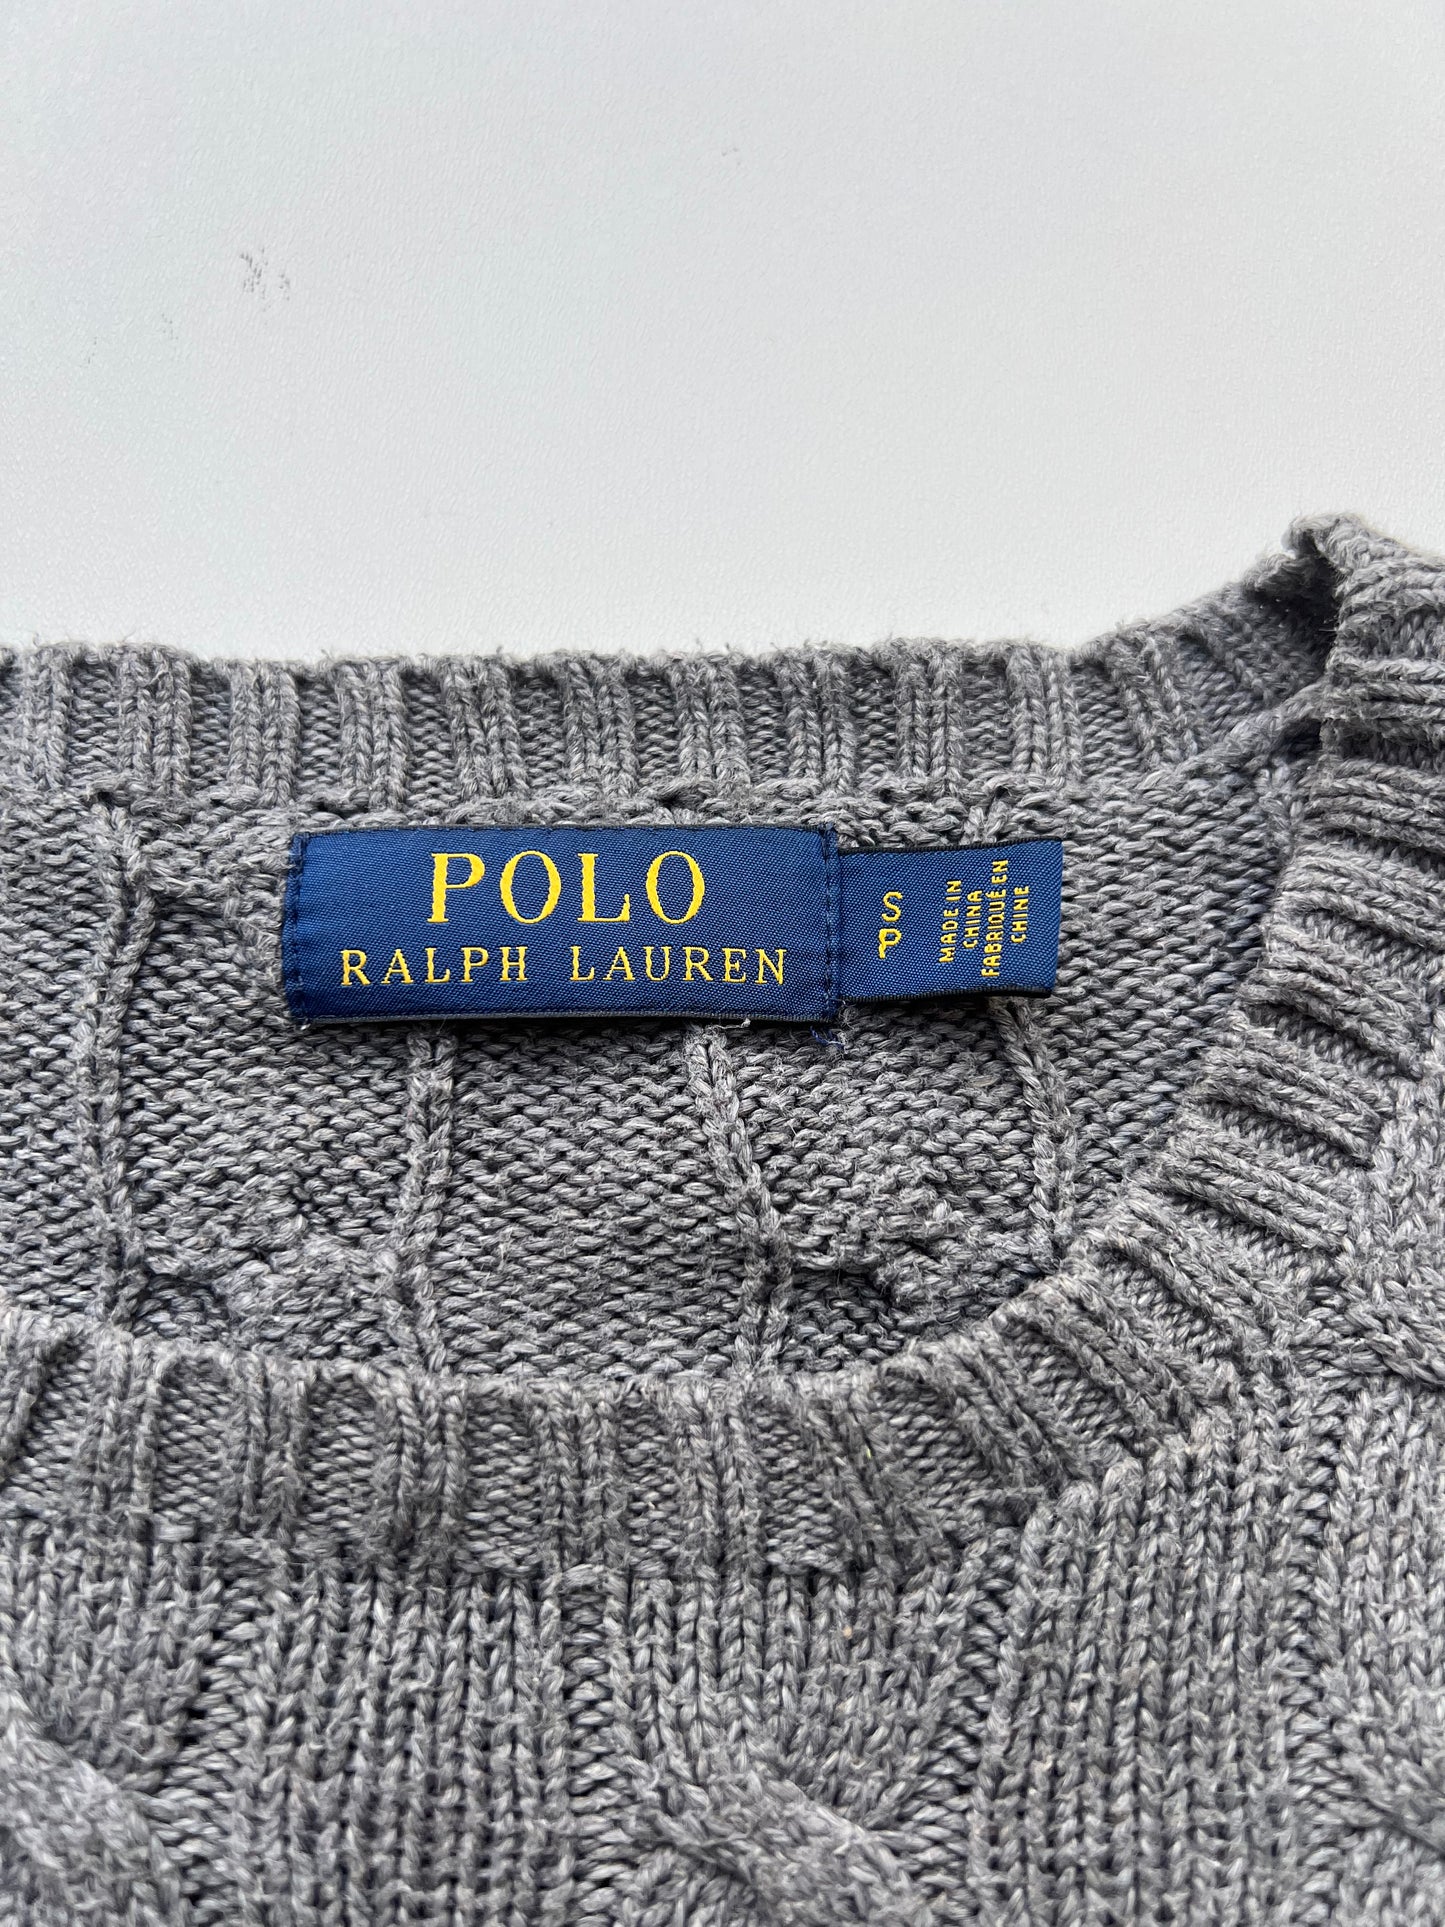 POLO
RALPH LAUREN
S
P
MADE IN
CHINA
FABRIQUÉ EN
CHINE